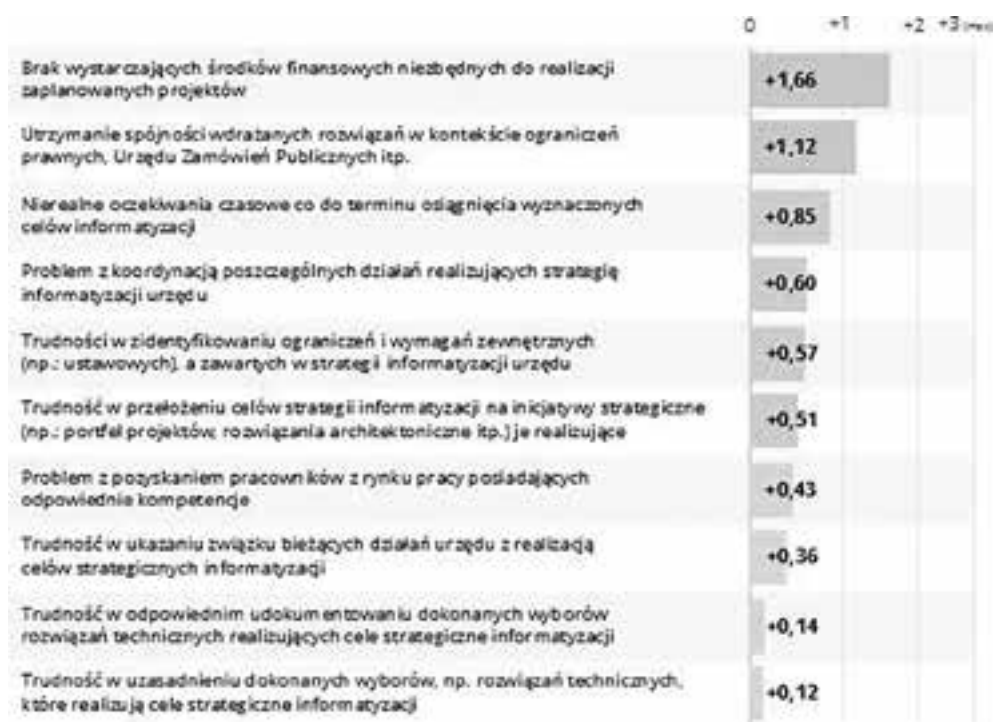 0 +1 +2 +3 (max)
Brak wystarczających środków finansowych niezbędnych do realizacji
zaplanowanych projektów
+1,66
Utrzymanie spójności wdrażanych rozwiązań w kontekście ograniczeń
prawnych, Urzędu Zamówień Publicznych itp.
+1,12
Nierealne oczekiwania czasowe co do terminu osiągnięcia wyznaczonych
celów informatyzacji
+0,85
Problem z koordynacją poszczególnych działań realizujących strategię
informatyzacji urzędu
+0,60
Trudności w zidentyfikowaniu ograniczeń i wymagań zewnętrznych
(np.: ustawowych), a zawartych w strategii informatyzacji urzędu
+0,57
Trudność w przełożeniu celów strategii informatyzacji na inicjatywy strategiczne
(np.: portfel projektów, rozwiązania architektoniczne itp.) je realizujące
+0,51
Problem z pozyskaniem pracowników z rynku pracy posiadających
odpowiednie kompetencje
+0,43
Trudność w ukazaniu związku bieżących działań urzędu z realizacją
celów strategicznych informatyzacji
+0,36
Trudność w odpowiednim udokumentowaniu dokonanych wyborów
rozwiązań technicznych realizujących cele strategiczne informatyzacji
+0,14
Trudność w uzasadnieniu dokonanych wyborów, np. rozwiązań technicznych,
które realizują cele strategiczne informatyzacji
+0,12